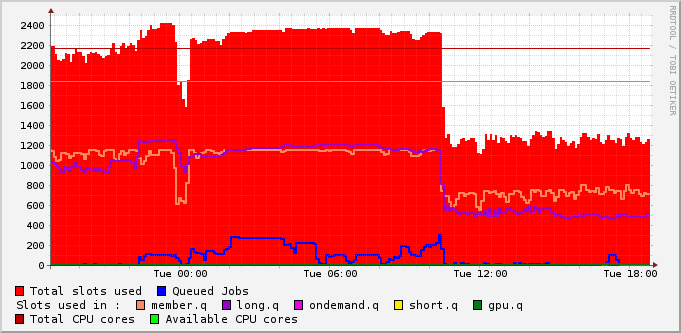 2400
2200
2000
1800
1600
1400
1200
1000
800
600
400
200
0
Tue 00:00 Tue 06:00 Tue 12:00 Tue 18:00
RRDTOOL / TOBI OETIKER
Total slots used Queued Jobs
Slots used in : member.q long.q ondemand.q short.q gpu.q
Total CPU cores Available CPU cores